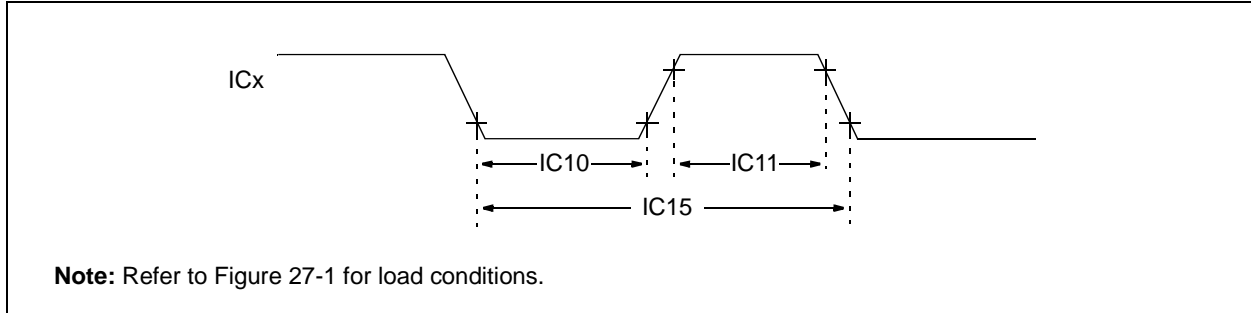 ICx
IC10
IC11
IC15
Note: Refer to Figure 27-1 for load conditions.